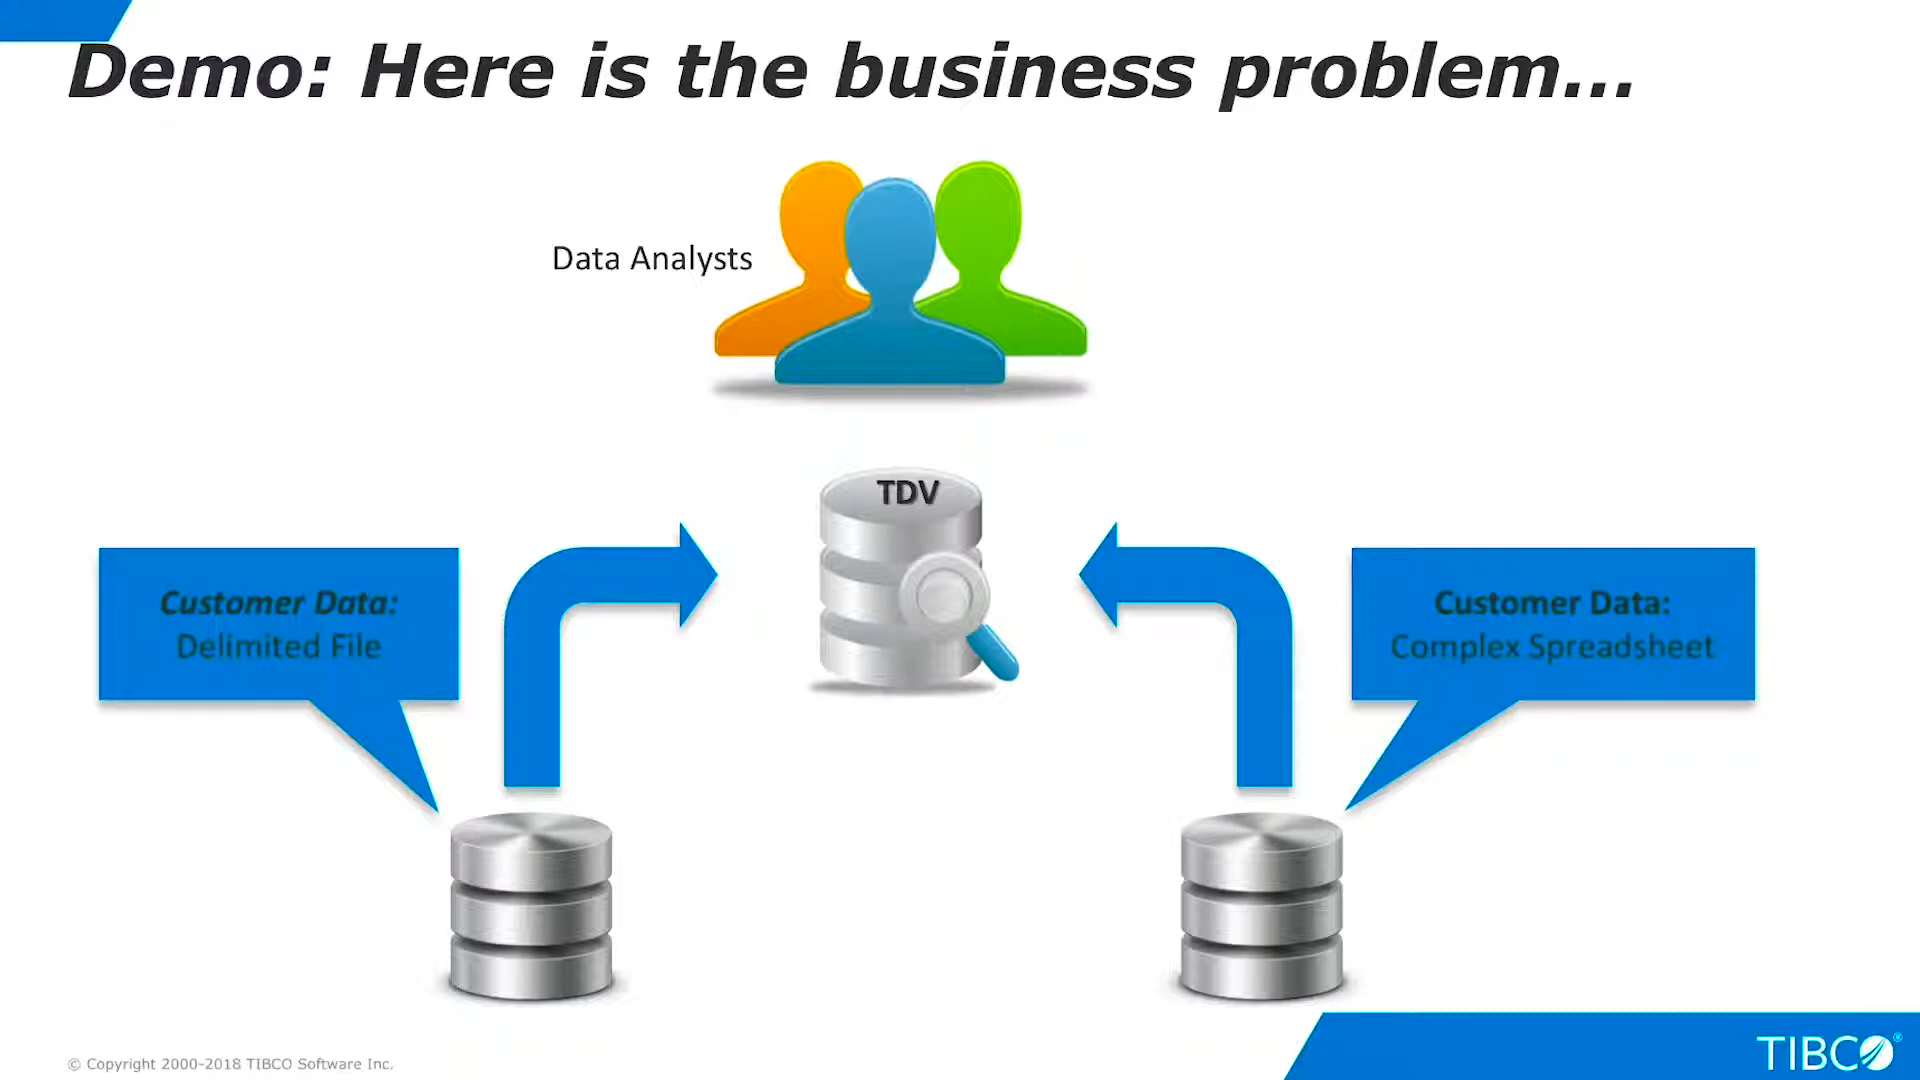 Demo: Here is the business problem...
Data Analysts
TDV
Customer Data:
Delimited File
Customer Data:
Complex Spreadsheet
© Copyright 2000-2018 TIBCO Software Inc.
TIBCO®